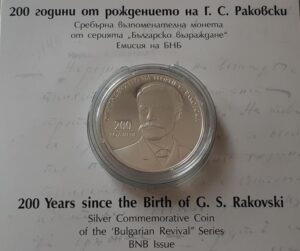 200 години от рождението на Г. С. Раковски
Сребърна възпоменателна монета
от серията „Българско възраждане“
Емисия на БНБ
200
200 Years since the Birth of G. S. Rakovski
Silver Commemorative Coin
of the ‘Bulgarian Revival’ Series
BNB Issue